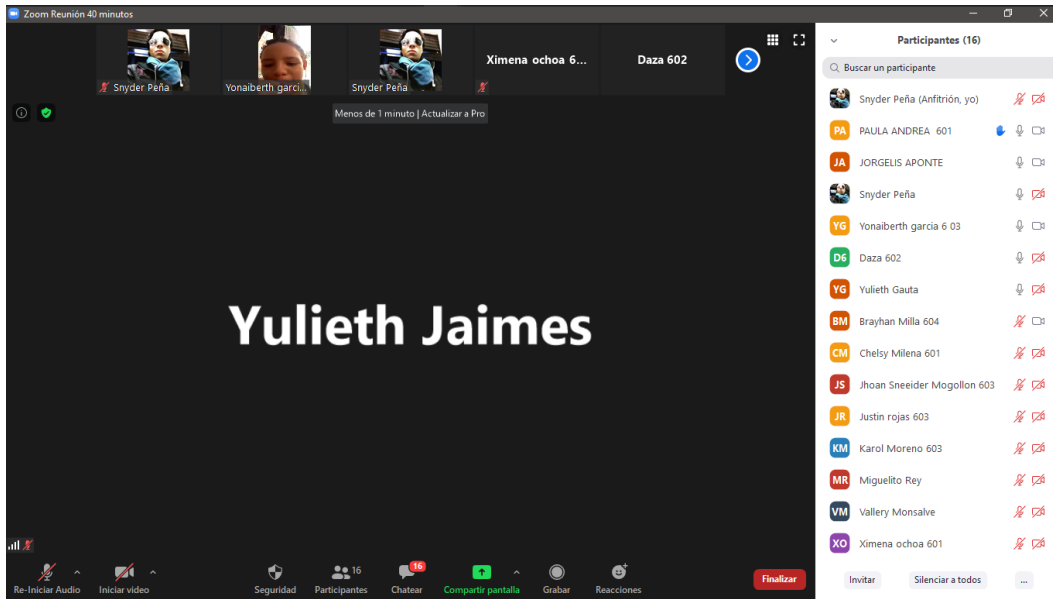 Zoom Reunión 40 minutos
Snyder Peña
Yonaiberth garci...
Snyder Peña
Ximena ochoa 6...
Daza 602
Menos de 1 minuto | Actualizar a Pro
Yulieth Jaimes
Re-Iniciar Audio
Iniciar video
Seguridad
16
Participantes
16
Chatear
Compartir pantalla
Grabar
Reacciones
Finalizar
Participantes (16)
Buscar un participante
Snyder Peña (Anfitrión, yo)
PA PAULA ANDREA 601
JA JORGELIS APONTE
Snyder Peña
YG Yonaiberth garcia 6 03
D6 Daza 602
YG Yulieth Gauta
BM Brayhan Milla 604
CM Chelsy Milena 601
JS Jhoan Sneeider Mogollon 603
JR Justin rojas 603
KM Karol Moreno 603
MR Miguelito Rey
VM Vallery Monsalve
XO Ximena ochoa 601
Invitar
Silenciar a todos
...